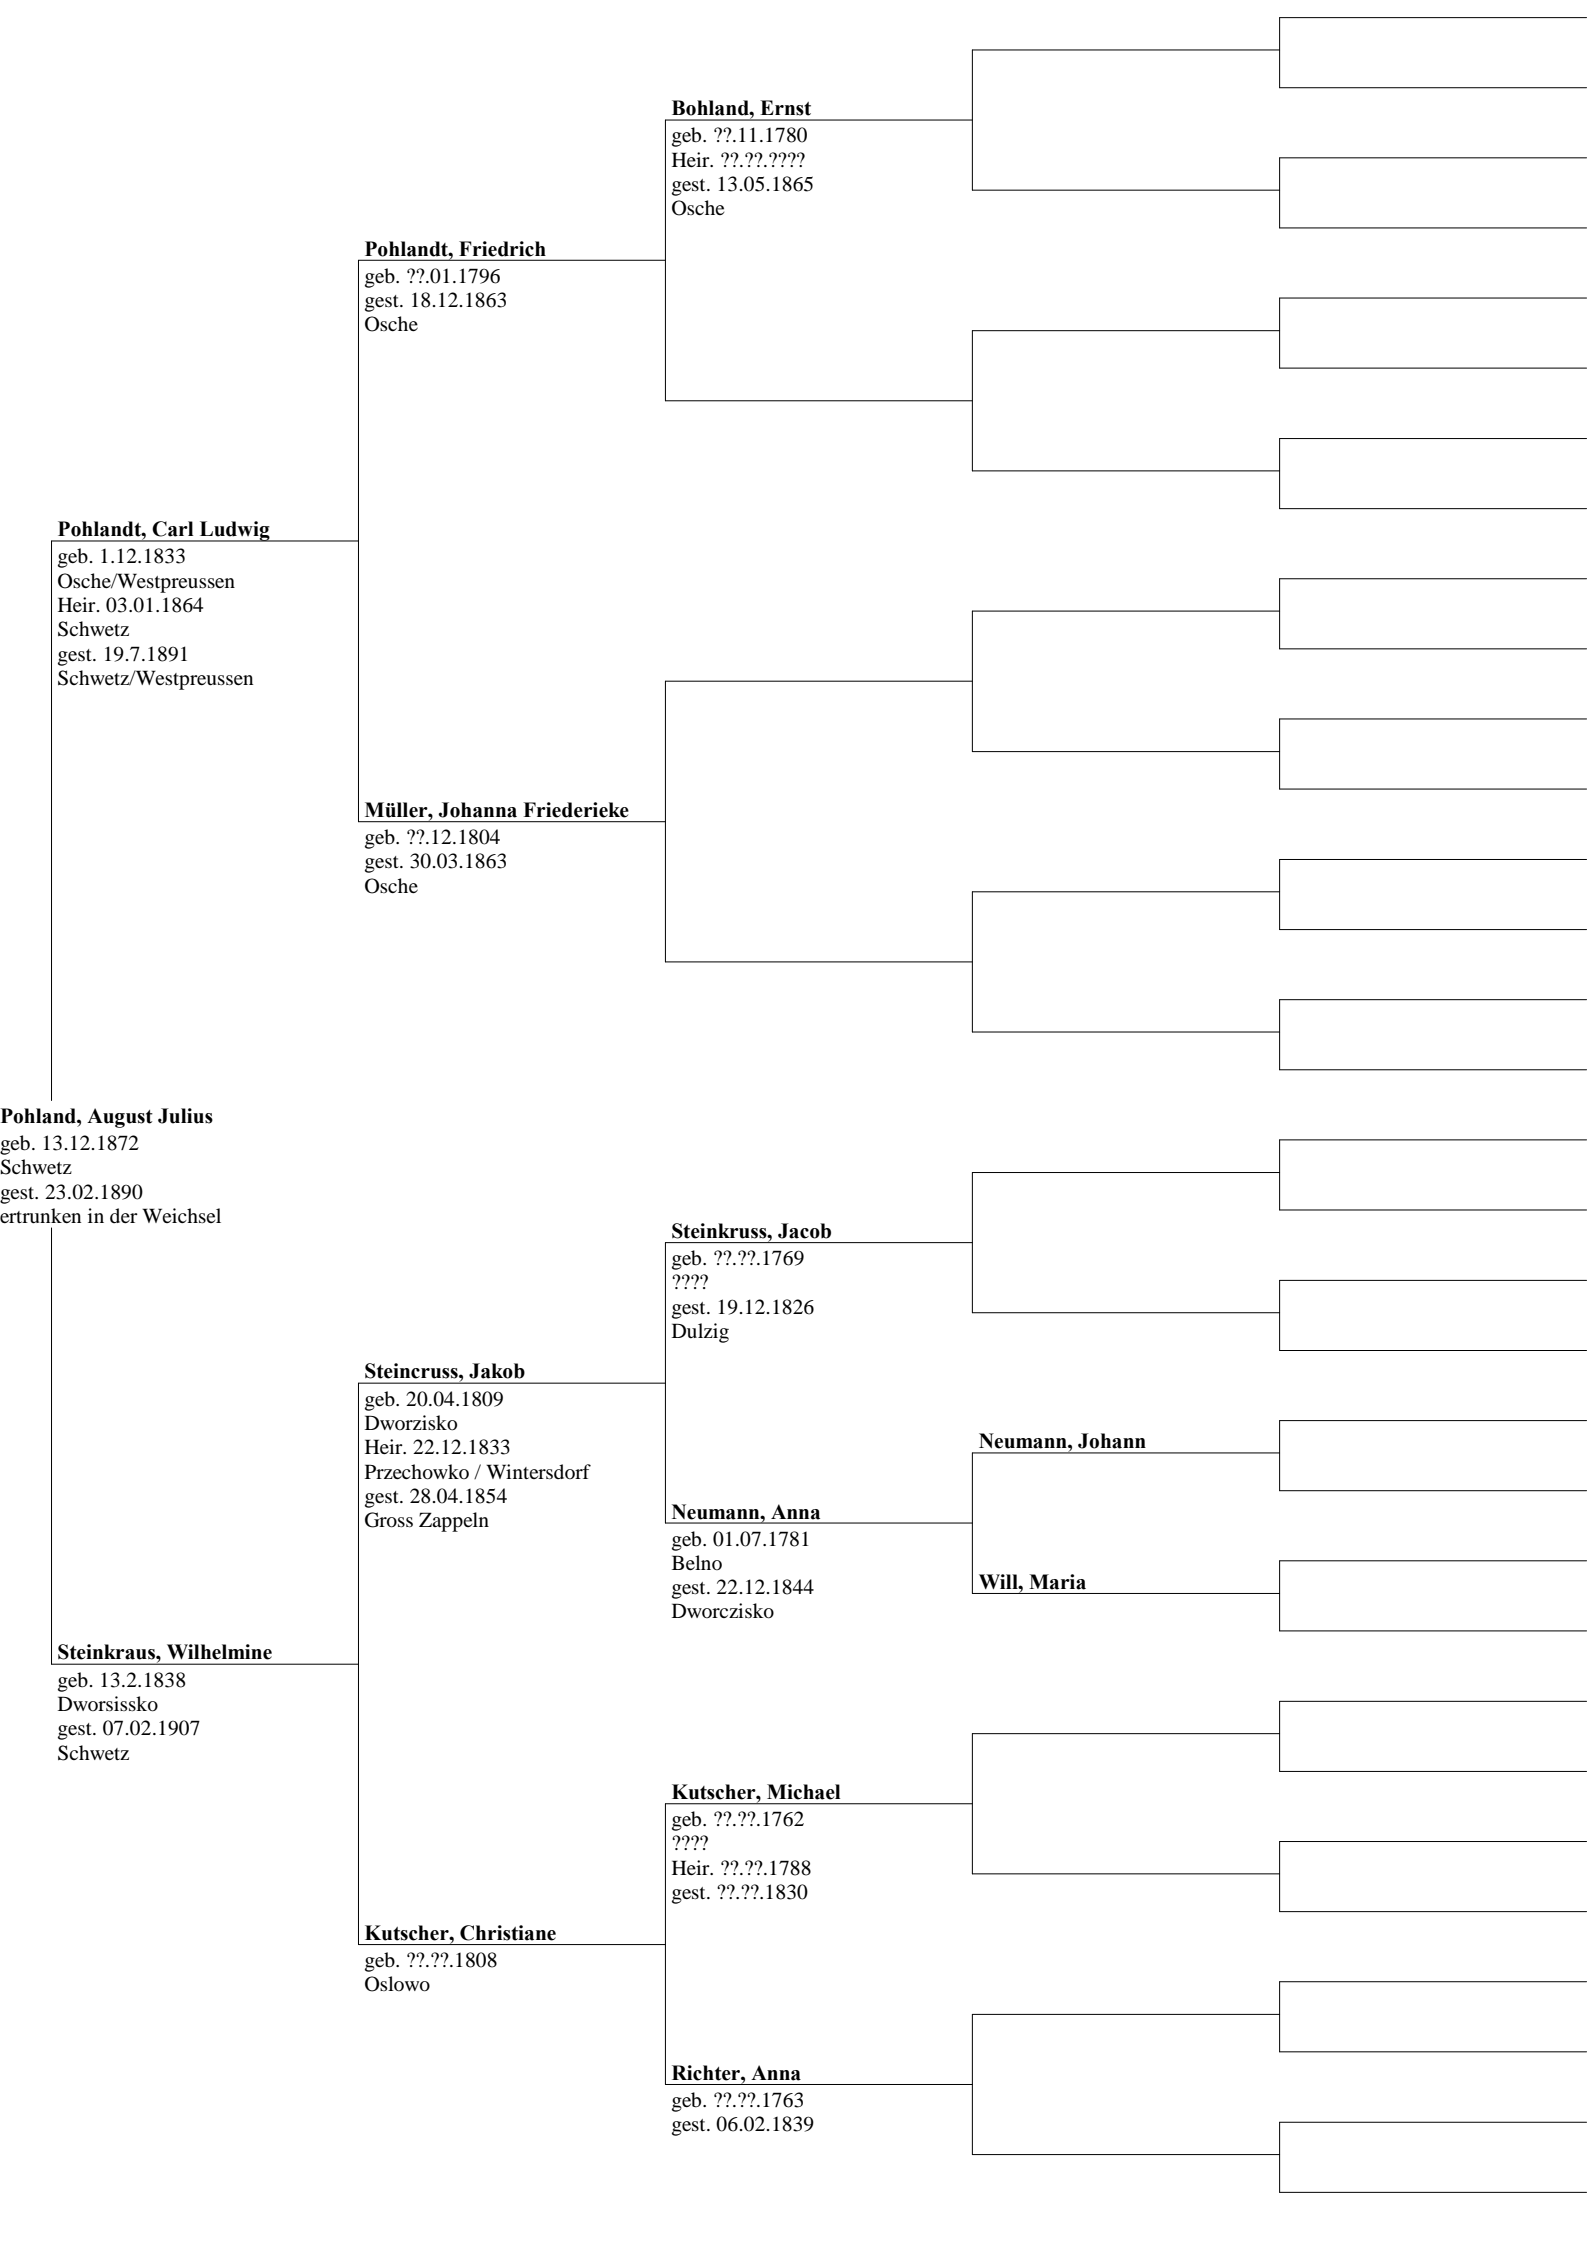 Bohland, Ernst
geb. ??.11.1780
Heir. ??.??.????
gest. 13.05.1865
Osche
Pohlandt, Friedrich
geb. ??.01.1796
gest. 18.12.1863
Osche
Pohlandt, Carl Ludwig
geb. 1.12.1833
Osche/Westpreussen
Heir. 03.01.1864
Schwetz
gest. 19.7.1891
Schwetz/Westpreussen
Müller, Johanna Friederieke
geb. ??.12.1804
gest. 30.03.1863
Osche
Pohland, August Julius
geb. 13.12.1872
Schwetz
gest. 23.02.1890
ertrunken in der Weichsel
Steinkruss, Jacob
geb. ??.??.1769
????
gest. 19.12.1826
Dulzig
Steincruss, Jakob
geb. 20.04.1809
Dworzisko
Heir. 22.12.1833
Przechowko / Wintersdorf
gest. 28.04.1854
Gross Zappeln
Neumann, Johann
Neumann, Anna
geb. 01.07.1781
Belno
gest. 22.12.1844
Dworczisko
Will, Maria
Steinkraus, Wilhelmine
geb. 13.2.1838
Dworsissko
gest. 07.02.1907
Schwetz
Kutscher, Michael
geb. ??.??.1762
????
Heir. ??.??.1788
gest. ??.??.1830
Kutscher, Christiane
geb. ??.??.1808
Oslowo
Richter, Anna
geb. ??.??.1763
gest. 06.02.1839